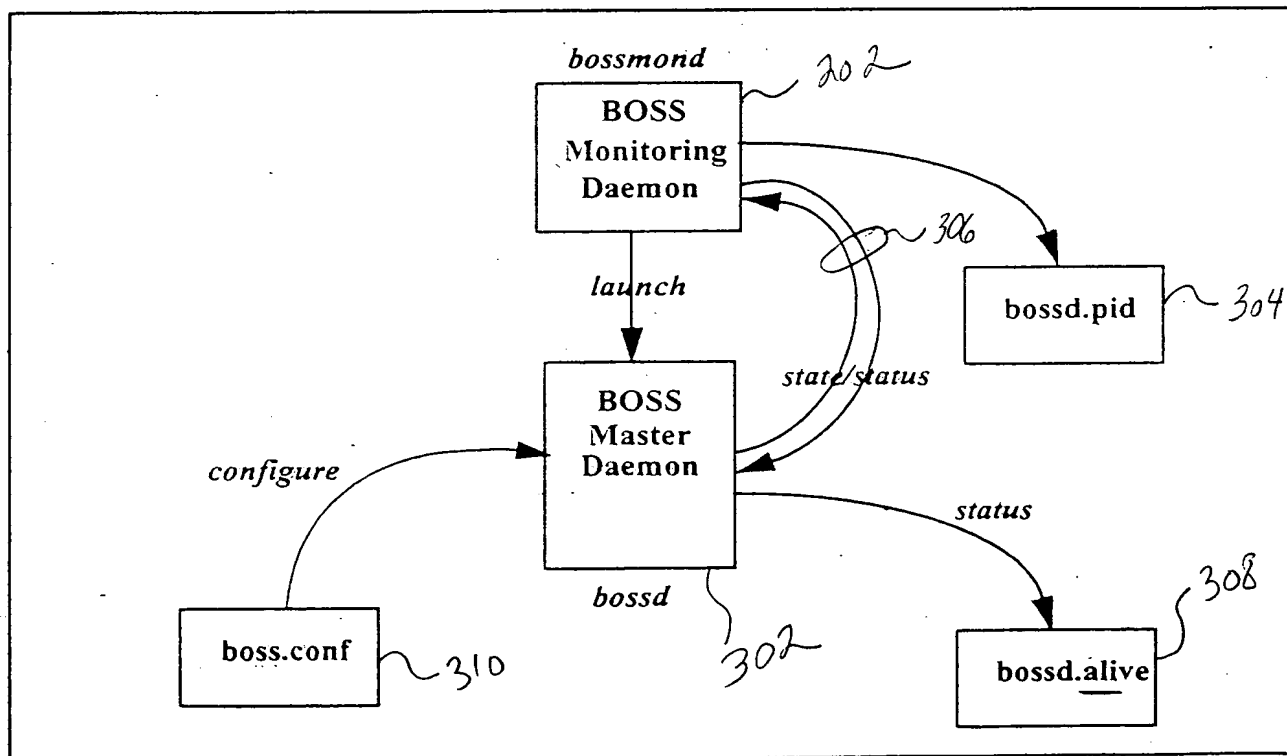 bossmond
202
BOSS
Monitoring
Daemon
306
launch
bossd.pid
304
state/status
BOSS
Master
Daemon
configure
status
bossd
308
boss.conf
310
302
bossd.alive